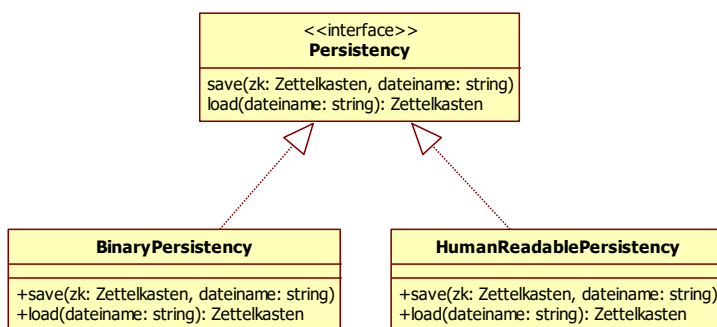 <<interface>>
Persistency
save(zk: Zettelkasten, dateiname: string)
load(dateiname: string): Zettelkasten
BinaryPersistency
+save(zk: Zettelkasten, dateiname: string)
+load(dateiname: string): Zettelkasten
HumanReadablePersistency
+save(zk: Zettelkasten, dateiname: string)
+load(dateiname: string): Zettelkasten